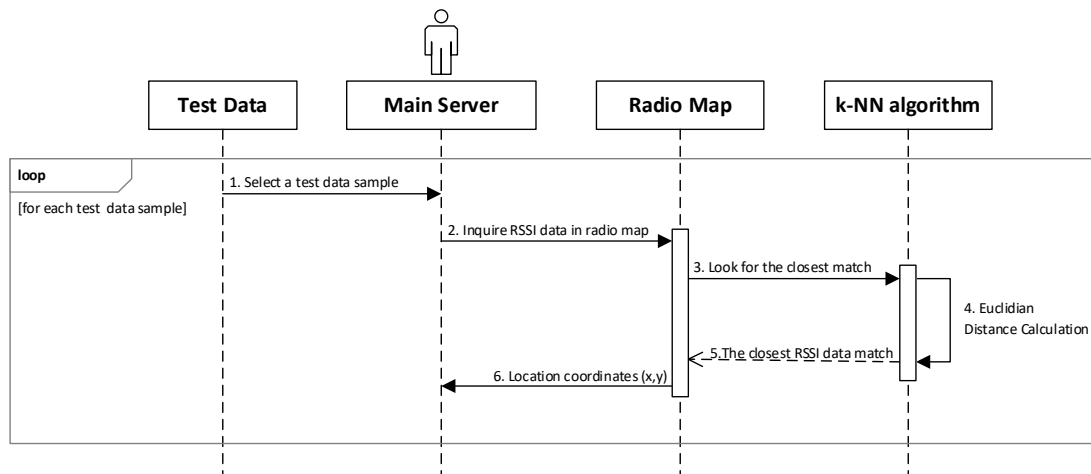 Test Data
Main Server
Radio Map
k-NN algorithm
loop
[for each test data sample]
1. Select a test data sample
2. Inquire RSSI data in radio map
3. Look for the closest match
4. Euclidian
Distance Calculation
5.The closest RSSI data match
6. Location coordinates (x,y)